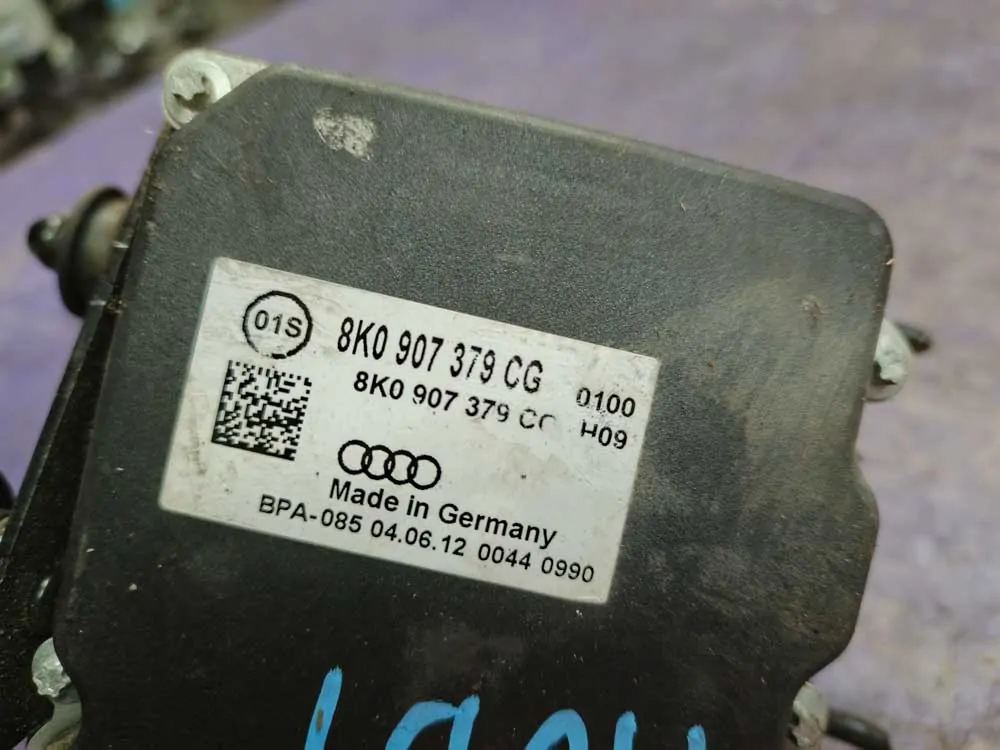 01S
8K0 907 379 CG 0100
8K0 907 379 H09
Made in Germany
BPA-085 04.06.12 0044 0990